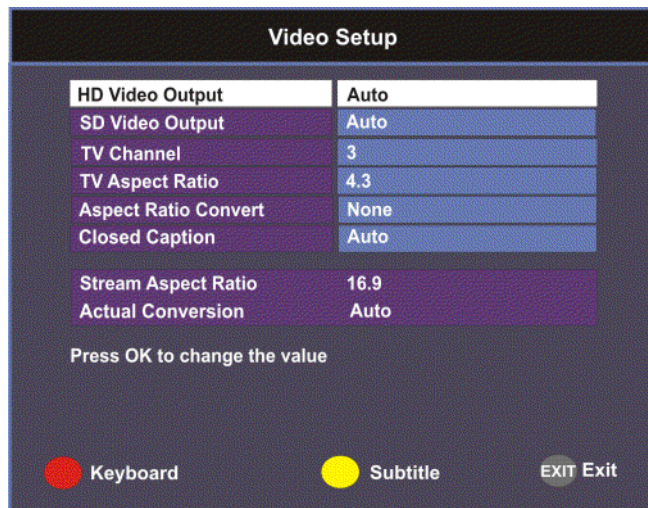 Video Setup
HD Video Output Auto
SD Video Output Auto
TV Channel 3
TV Aspect Ratio 4.3
Aspect Ratio Convert None
Closed Caption Auto
Stream Aspect Ratio 16.9
Actual Conversion Auto
Press OK to change the value
Keyboard Subtitle EXIT Exit